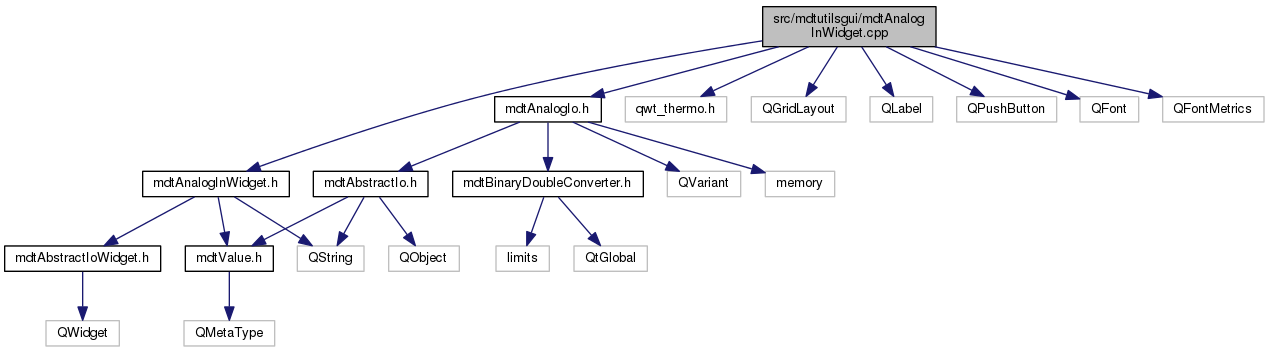 src/mdtutilsgui/mdtAnalog
InWidget.cpp
mdtAnalogIo.h
qwt_thermo.h
QGridLayout
QLabel
QPushButton
QFont
QFontMetrics
mdtAnalogInWidget.h
mdtAbstractIo.h
mdtBinaryDoubleConverter.h
QVariant
memory
mdtAbstractIoWidget.h
mdtValue.h
QString
QObject
limits
QtGlobal
QWidget
QMetaType